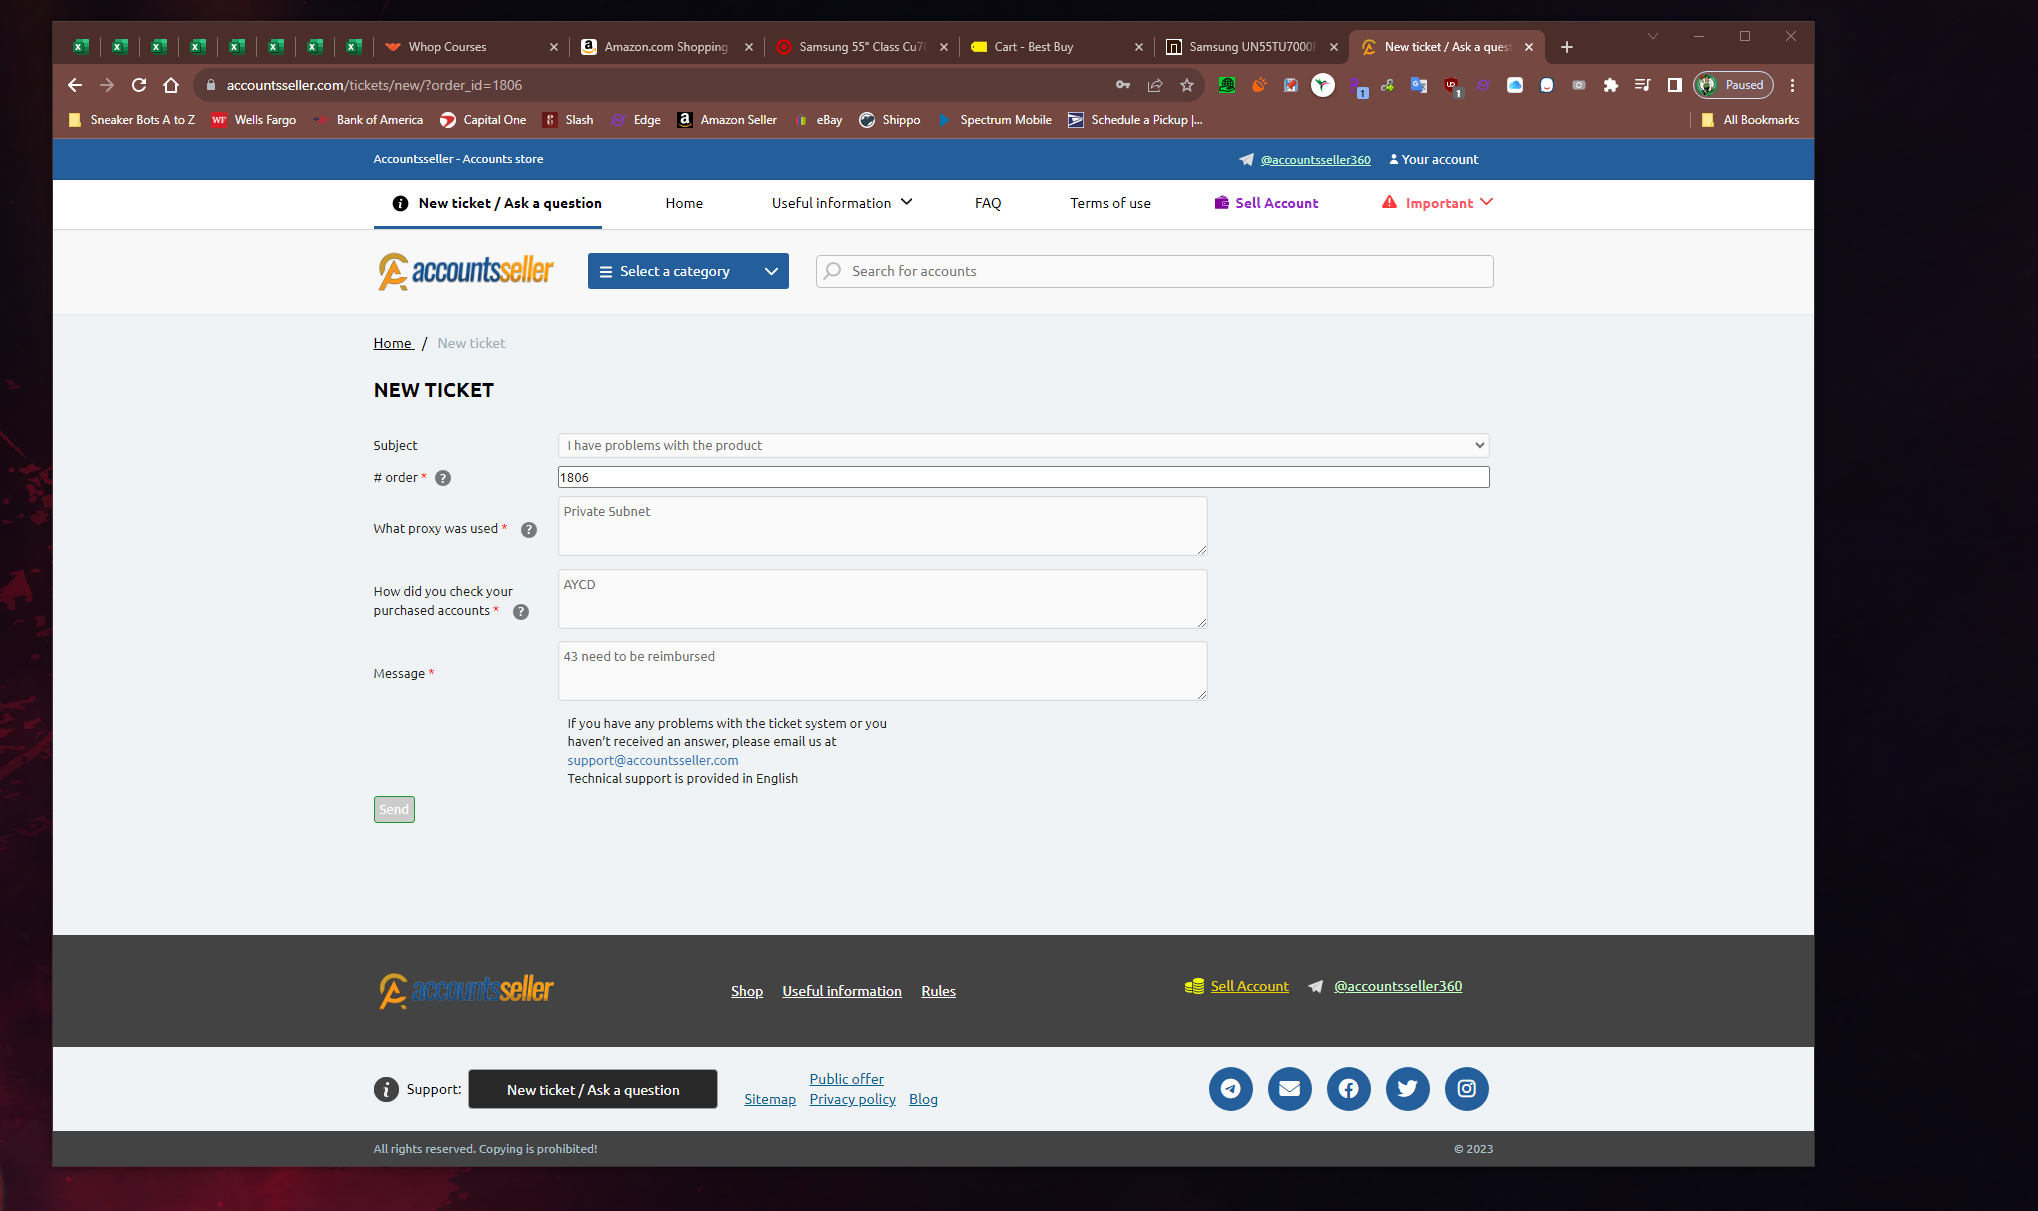 Whop Courses
Amazon.com Shopping
Samsung 55" Class Cu70
Cart - Best Buy
Samsung UN55TU7000F
New ticket / Ask a quest
accountsseller.com/tickets/new/?order_id=1806
1
1
Paused
Sneaker Bots A to Z
WF Wells Fargo
Bank of America
Capital One
Slash
Edge
Amazon Seller
eBay
Shippo
Spectrum Mobile
Schedule a Pickup |...
All Bookmarks
Accountsseller - Accounts store
@accountsseller360
Your account
New ticket / Ask a question
Home
Useful information
FAQ
Terms of use
Sell Account
Important
accountsseller
Select a category
Search for accounts
Home / New ticket
NEW TICKET
Subject
I have problems with the product
# order * ?
1806
What proxy was used * ?
Private Subnet
How did you check your
purchased accounts * ?
AYCD
Message *
43 need to be reimbursed
If you have any problems with the ticket system or you
haven't received an answer, please email us at
support@accountsseller.com
Technical support is provided in English
Send
accountsseller
Shop
Useful information
Rules
Sell Account
@accountsseller360
Support:
New ticket / Ask a question
Public offer
Sitemap
Privacy policy
Blog
All rights reserved. Copying is prohibited!
© 2023